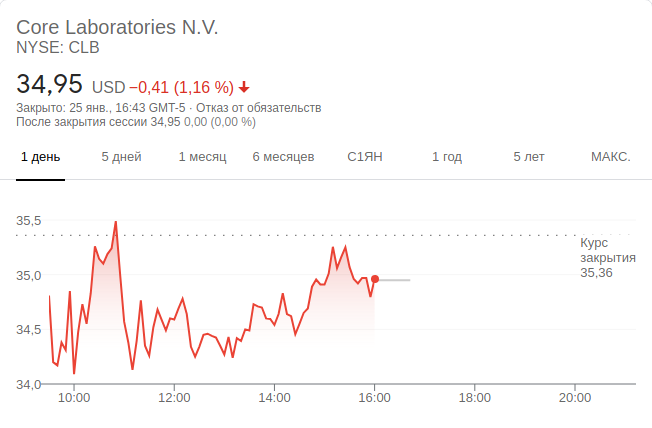 Core Laboratories N.V.
NYSE: CLB
34,95 USD −0,41 (1,16 %)
Закрыто: 25 янв., 16:43 GMT-5 · Отказ от обязательств
После закрытия сессии 34,95 0,00 (0,00 %)
1 день 5 дней 1 месяц 6 месяцев С1ЯН 1 год 5 лет МАКС.
35,5
Курс
закрытия
35,36
35,0
34,5
34,0
10:00 12:00 14:00 16:00 18:00 20:00